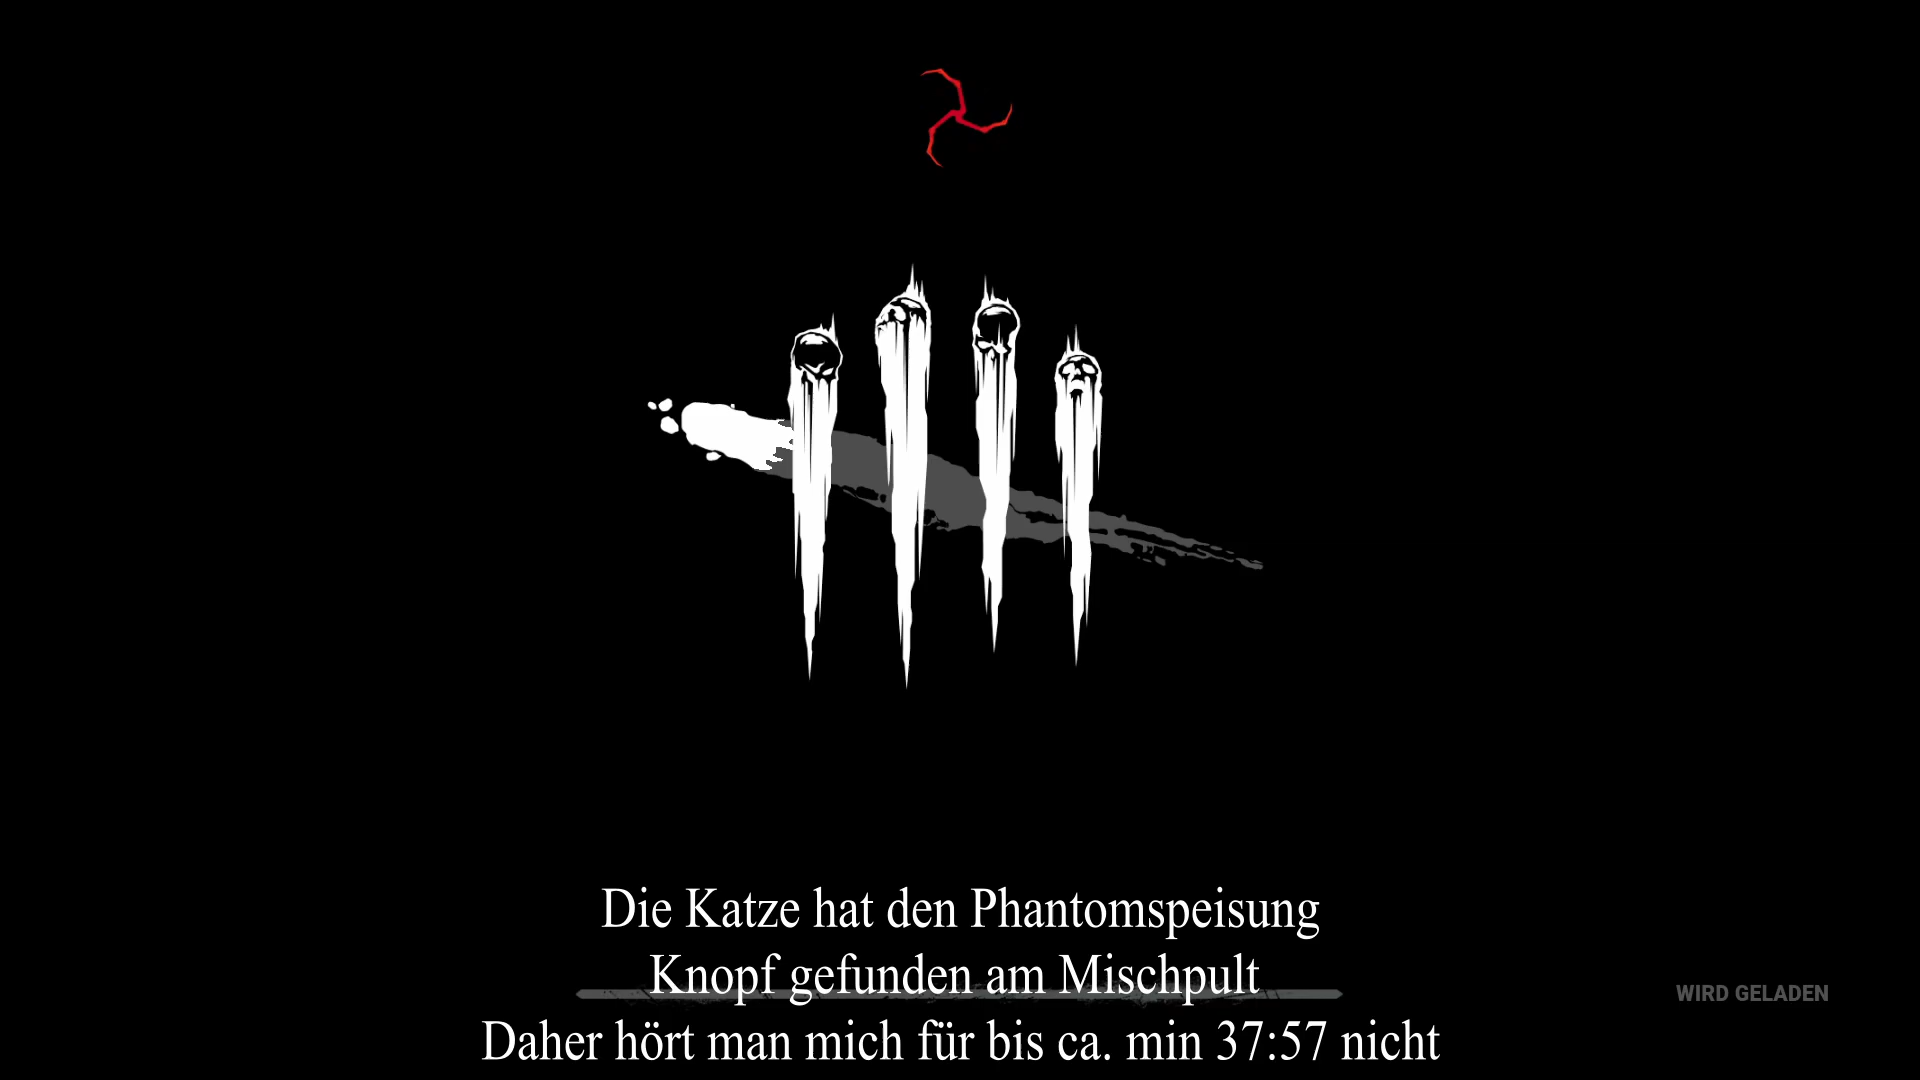 Die Katze hat den Phantomspeisung
Knopf gefunden am Mischpult
WIRD GELADEN
Daher hört man mich für bis ca. min 37:57 nicht